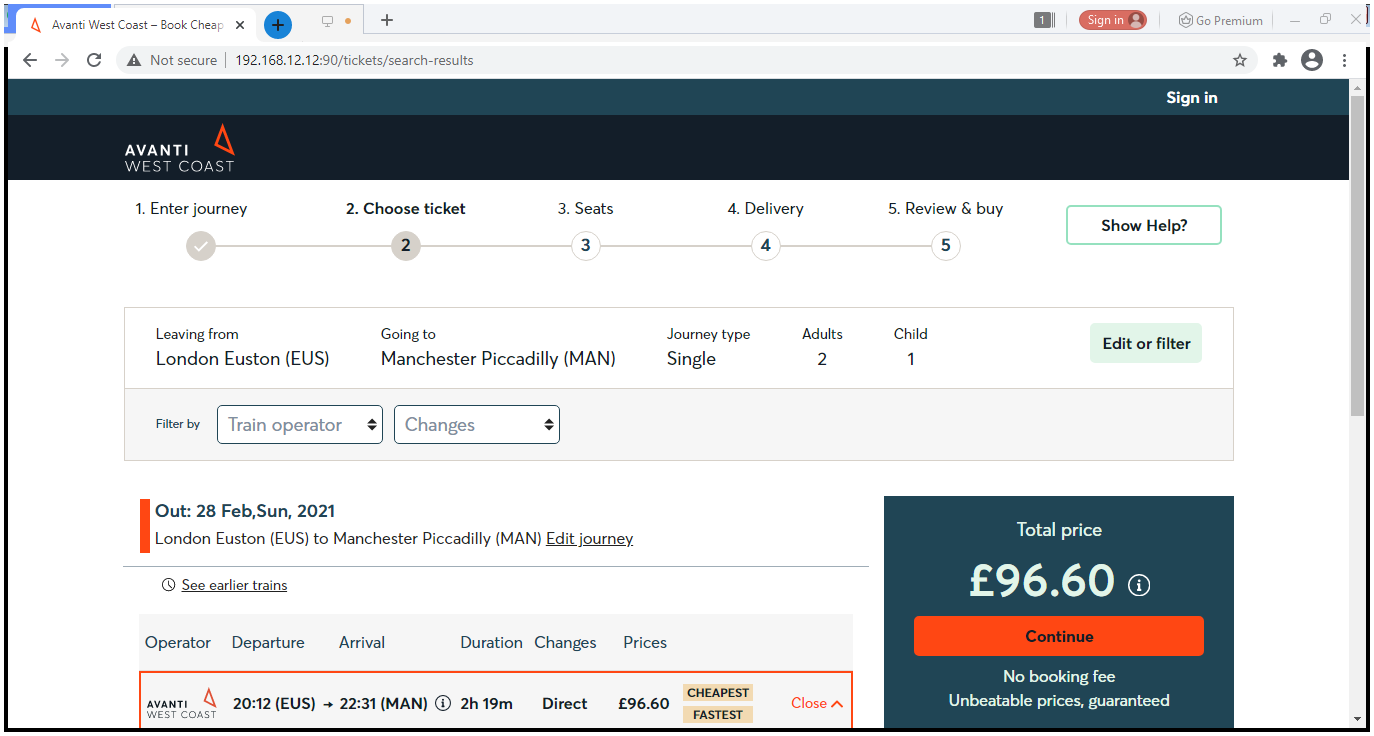 Avanti West Coast – Book Cheap
1
Sign in
Go Premium
Not secure
192.168.12.12:90/tickets/search-results
Sign in
AVANTI
WEST COAST
1. Enter journey
2. Choose ticket
3. Seats
4. Delivery
5. Review & buy
2
3
4
5
Show Help?
Leaving from
London Euston (EUS)
Going to
Manchester Piccadilly (MAN)
Journey type
Single
Adults
2
Child
1
Edit or filter
Filter by
Train operator
Changes
Out: 28 Feb,Sun, 2021
London Euston (EUS) to Manchester Piccadilly (MAN) Edit journey
See earlier trains
Operator Departure Arrival Duration Changes Prices
AVANTI
WEST COAST
20:12 (EUS) → 22:31 (MAN) 2h 19m Direct £96.60
CHEAPEST
FASTEST
Close
Total price
£96.60
Continue
No booking fee
Unbeatable prices, guaranteed